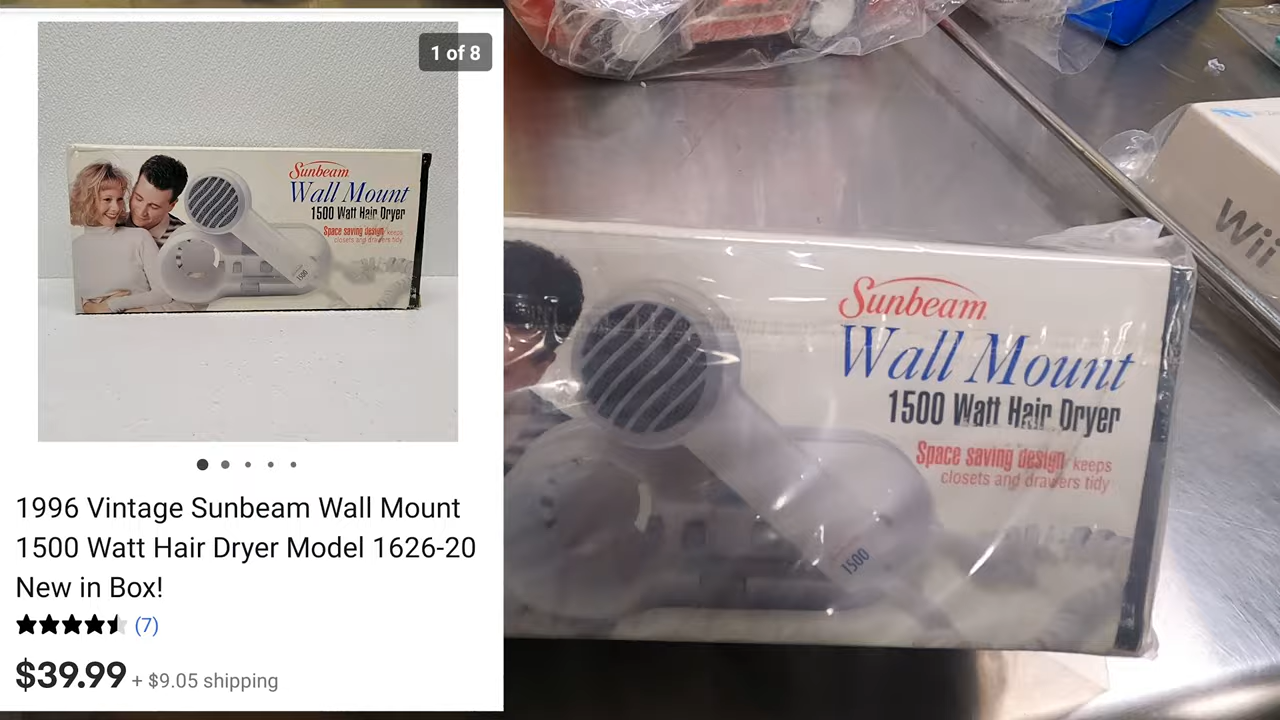 1 of 8
Sunbeam
Wall Mount
1500 Watt Hair Dryer
Space saving design keeps
closets and drawers tidy
1500
1996 Vintage Sunbeam Wall Mount
1500 Watt Hair Dryer Model 1626-20
New in Box!
(7)
$39.99 + $9.05 shipping
Sunbeam
Wall Mount
1500 Watt Hair Dryer
Space saving design keeps
closets and drawers tidy
1500
Wii